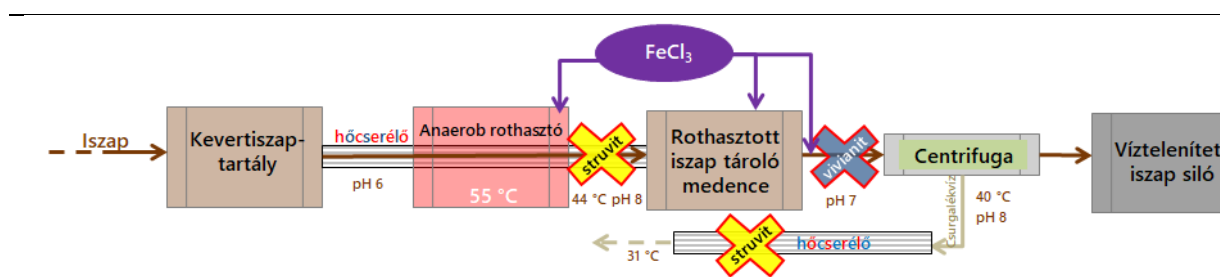 FeCl₃
Iszap
Kevertiszap-
tartály
hőcserélő
pH 6
Anaerob rothasztó
55 °C
struvit
44 °C pH 8
Rothasztott
iszap tároló
medence
vivianit
pH 7
Centrifuga
Csurgalékvíz
40 °C
pH 8
Víztelenítet
iszap siló
31 °C
struvit
hőcserélő